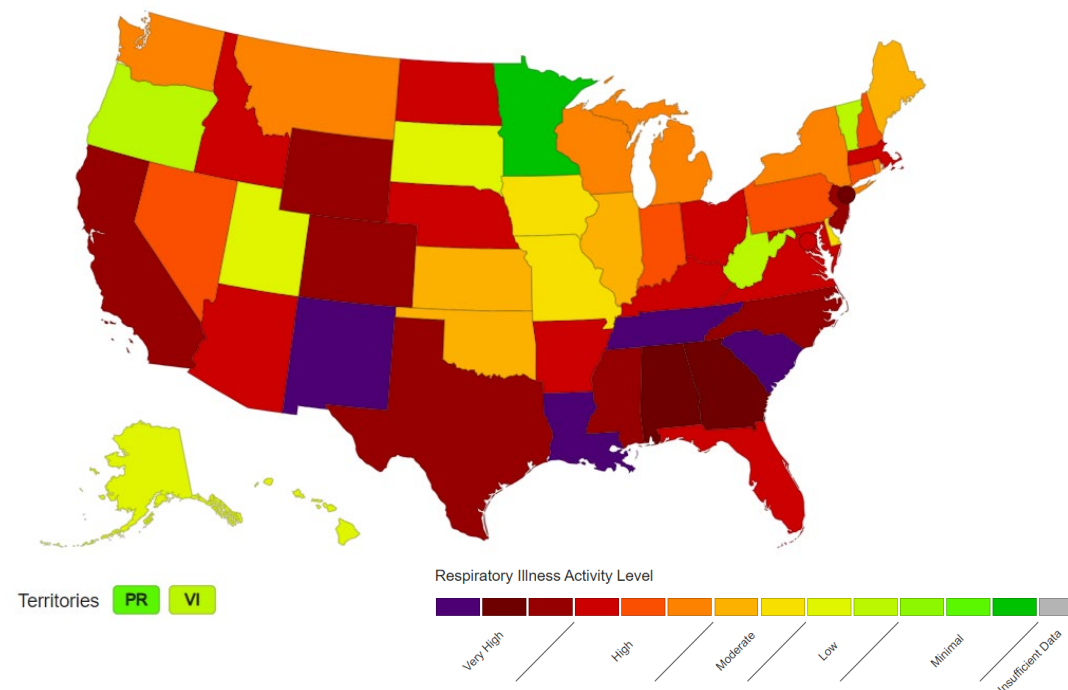 Territories PR VI
Respiratory Illness Activity Level
Very High
High
Moderate
Low
Minimal
Insufficient Data